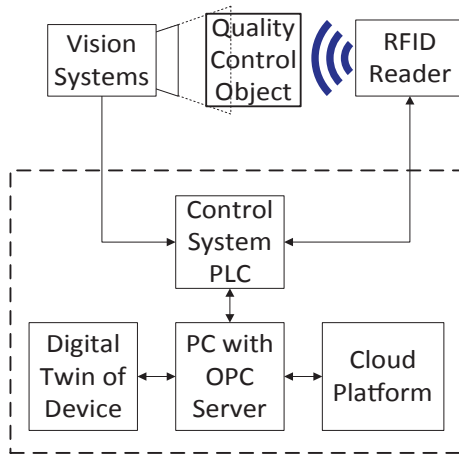 Vision
Systems
Quality
Control
Object
RFID
Reader
Control
System
PLC
Digital
Twin of
Device
PC with
OPC
Server
Cloud
Platform